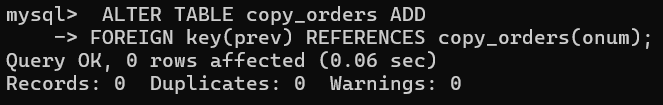 mysql>  ALTER TABLE copy_orders ADD
    -> FOREIGN key(prev) REFERENCES copy_orders(onum);
Query OK, 0 rows affected (0.06 sec)
Records: 0  Duplicates: 0  Warnings: 0